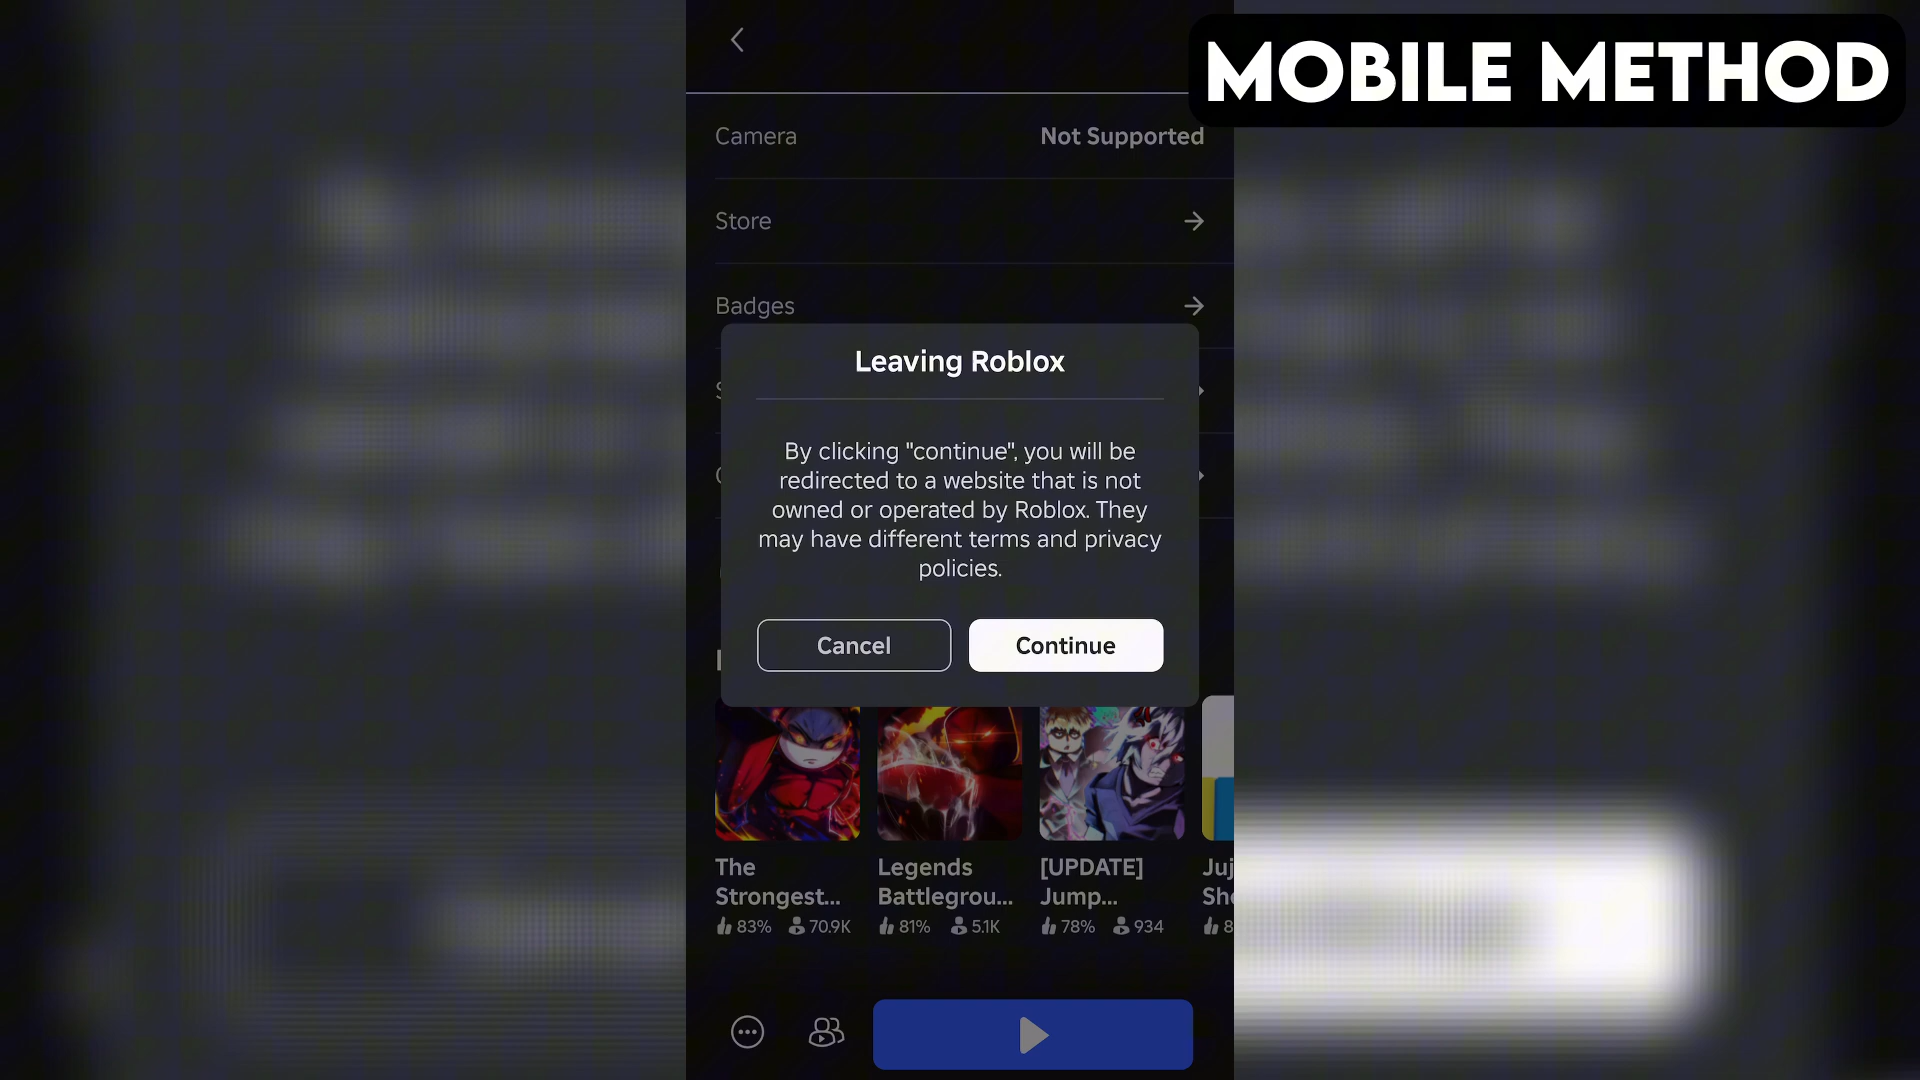 MOBILE METHOD
Camera
Not Supported
Store
Badges
Leaving Roblox
By clicking "continue", you will be
redirected to a website that is not
owned or operated by Roblox. They
may have different terms and privacy
policies.
Cancel
Continue
The
Strongest...
83% 70.9K
Legends
Battlegrou...
81% 5.1K
[UPDATE]
Jump...
78% 934
Juj
Sh
8